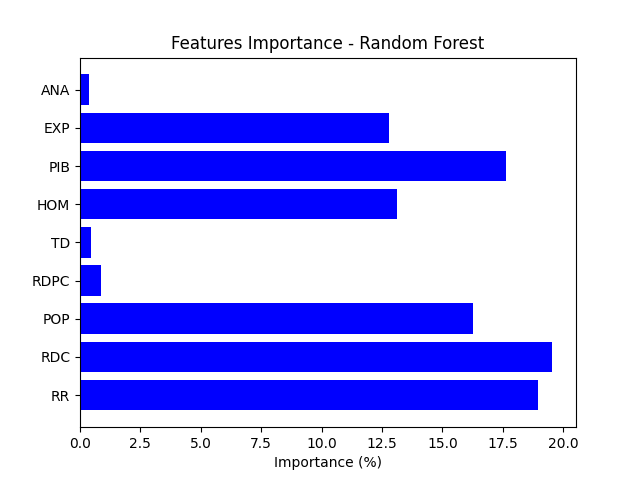 Features Importance - Random Forest
ANA
EXP
PIB
HOM
TD
RDPC
POP
RDC
RR
0.0 2.5 5.0 7.5 10.0 12.5 15.0 17.5 20.0
Importance (%)